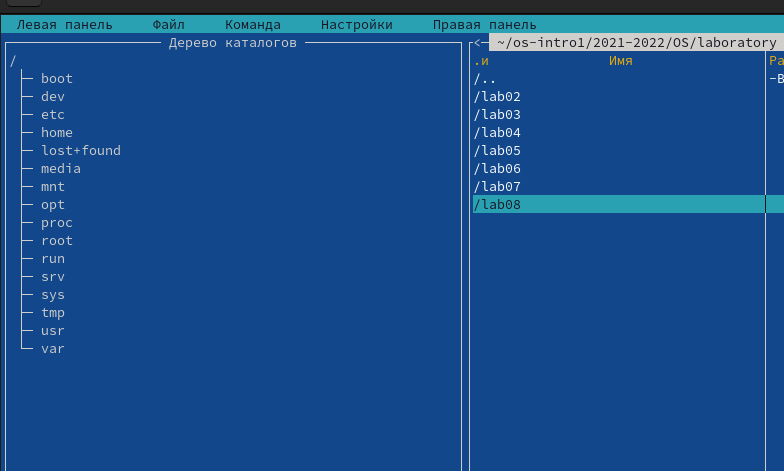 Левая панель Файл Команда Настройки Правая панель
Дерево каталогов
/
boot
dev
etc
home
lost+found
media
mnt
opt
proc
root
run
srv
sys
tmp
usr
var
<─ ~/os-intro1/2021-2022/OS/laboratory
.и Имя Ра
/.. -В
/lab02
/lab03
/lab04
/lab05
/lab06
/lab07
/lab08